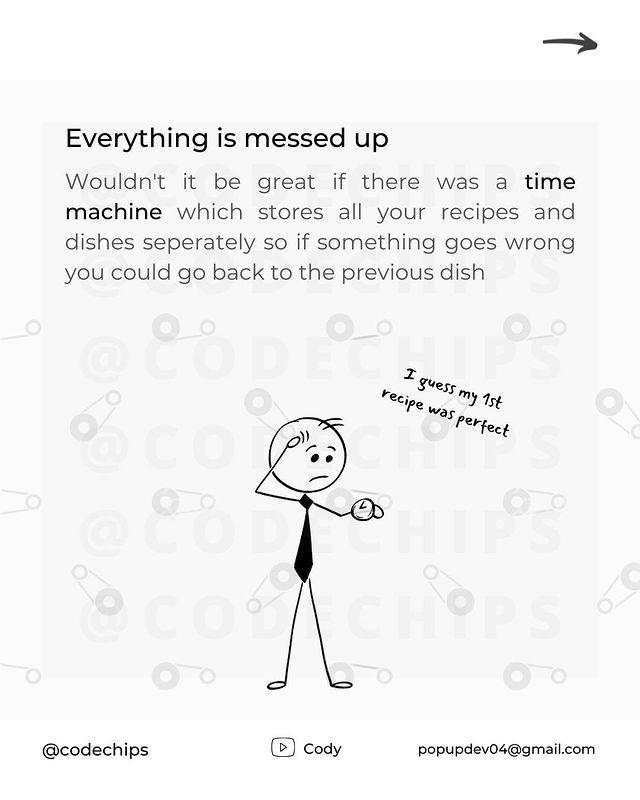 Everything is messed up
Wouldn't it be great if there was a time
machine which stores all your recipes and
dishes seperately so if something goes wrong
you could go back to the previous dish
@CODECHIPS
@CODECHIPS
@CODECHIPS
I guess my 1st
recipe was perfect
@CODECHIPS
@CODECHIPS
@CODECHIPS
@codechips
Cody
popupdev04@gmail.com